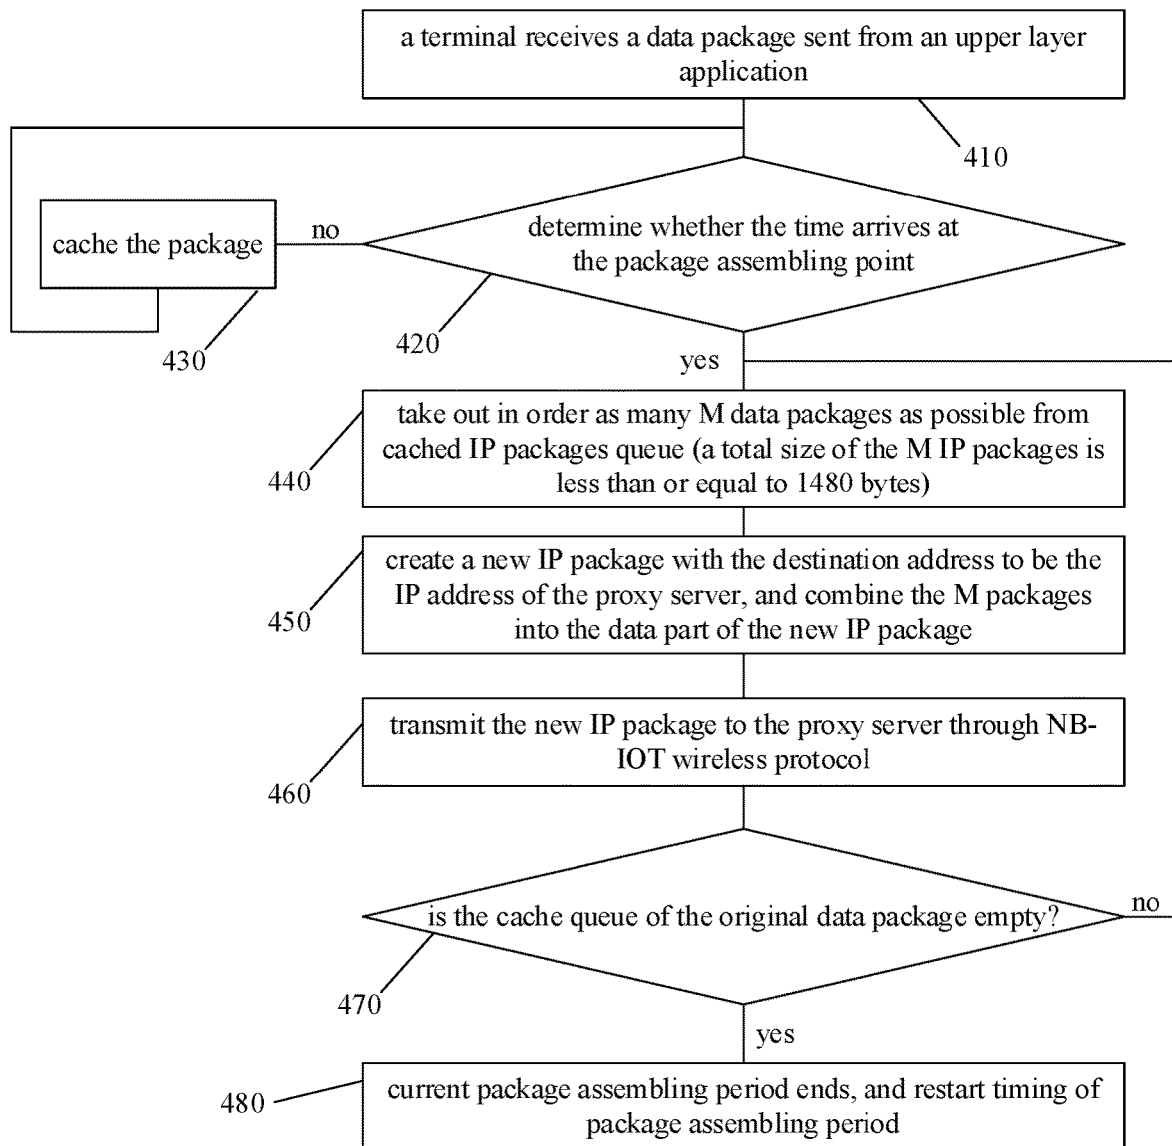 a terminal receives a data package sent from an upper layer
application
410
determine whether the time arrives at
the package assembling point
no
cache the package
430
420
yes
take out in order as many M data packages as possible from
cached IP packages queue (a total size of the M IP packages is
less than or equal to 1480 bytes)
440
create a new IP package with the destination address to be the
IP address of the proxy server, and combine the M packages
into the data part of the new IP package
450
transmit the new IP package to the proxy server through NB-
IOT wireless protocol
460
is the cache queue of the original data package empty?
no
470
yes
current package assembling period ends, and restart timing of
package assembling period
480